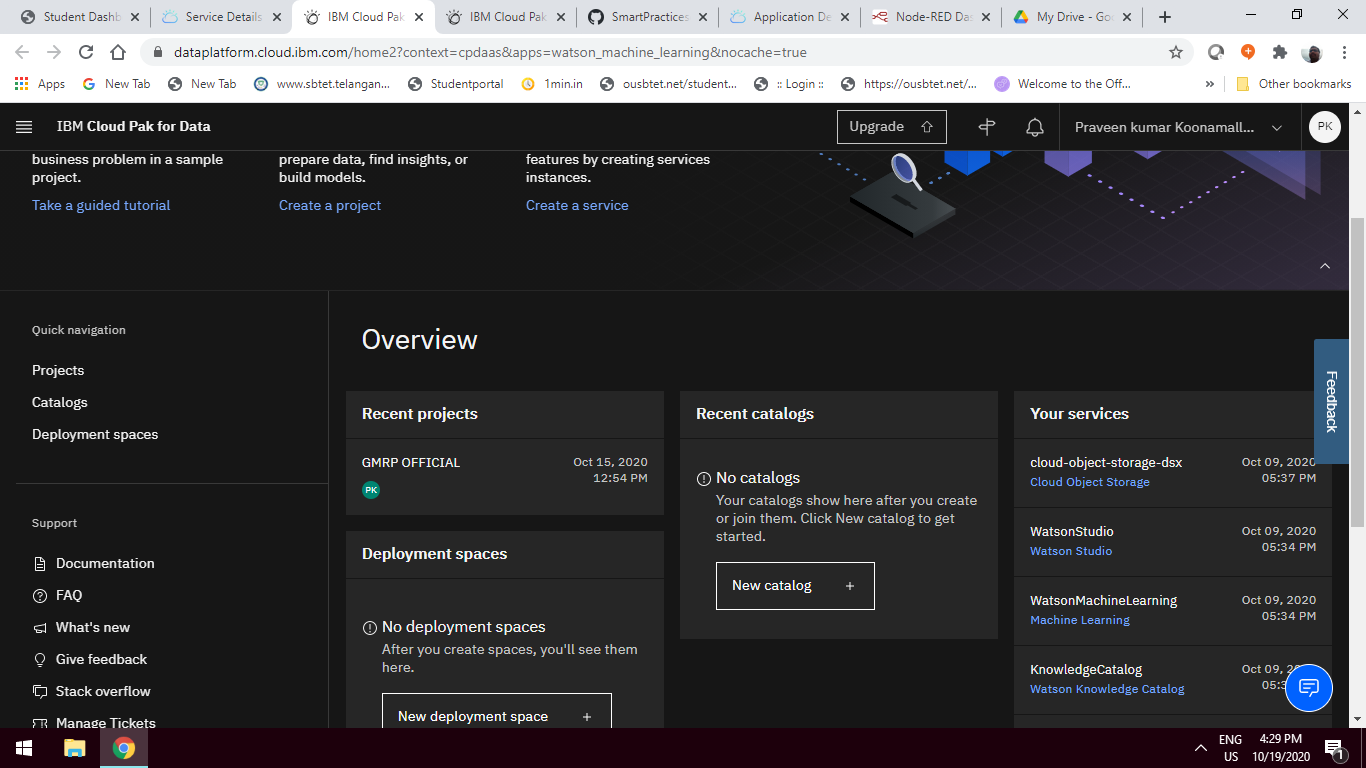 Student Dashb
Service Details
IBM Cloud Pak
IBM Cloud Pak
SmartPractices
Application De
Node-RED Das
My Drive - Goo
dataplatform.cloud.ibm.com/home2?context=cpdaas&apps=watson_machine_learning&nocache=true
Apps
New Tab
New Tab
www.sbtet.telangan...
Studentportal
1min.in
ousbtet.net/student...
:: Login ::
https://ousbtet.net/...
Welcome to the Off...
»
Other bookmarks
IBM Cloud Pak for Data
Upgrade
Praveen kumar Koonamall...
PK
business problem in a sample
project.
Take a guided tutorial
prepare data, find insights, or
build models.
Create a project
features by creating services
instances.
Create a service
Quick navigation
Projects
Catalogs
Deployment spaces
Support
Documentation
FAQ
What's new
Give feedback
Stack overflow
Manage Tickets
Overview
Recent projects
GMRP OFFICIAL
Oct 15, 2020
12:54 PM
PK
Deployment spaces
No deployment spaces
After you create spaces, you'll see them
here.
New deployment space +
Recent catalogs
No catalogs
Your catalogs show here after you create
or join them. Click New catalog to get
started.
New catalog +
Your services
cloud-object-storage-dsx
Oct 09, 2020
Cloud Object Storage
05:37 PM
WatsonStudio
Oct 09, 2020
Watson Studio
05:34 PM
WatsonMachineLearning
Oct 09, 2020
Machine Learning
05:34 PM
KnowledgeCatalog
Oct 09,
Watson Knowledge Catalog
Feedback
ENG
US
4:29 PM
10/19/2020
1